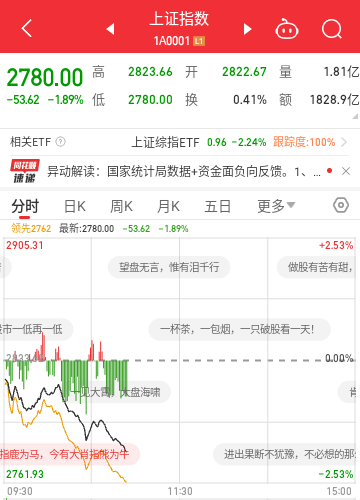 上证指数
1A0001 L1
2780.00
-53.62 -1.89%
高 2823.66 开 2822.67 量 1.81亿
低 2780.00 换 0.41% 额 1828.9亿
相关ETF 上证综指ETF 0.96 -2.24% 跟踪度:100%
同花顺 速递
异动解读：国家统计局数据+资金面负向反馈。1、...
分时 日K 周K 月K 五日 更多
领先2762 最新:2780.00 -53.62 -1.89%
2905.31 +2.53%
望盘无言，惟有泪千行
做股有苦有甜，
股市一低再一低
一杯茶，一包烟，一只破股看一天！
0.00%
大盘海啸
指鹿为马，今有大肖指熊为牛
进出果断不犹豫，不必想的那
2761.93 -2.53%
09:30 11:30 15:00